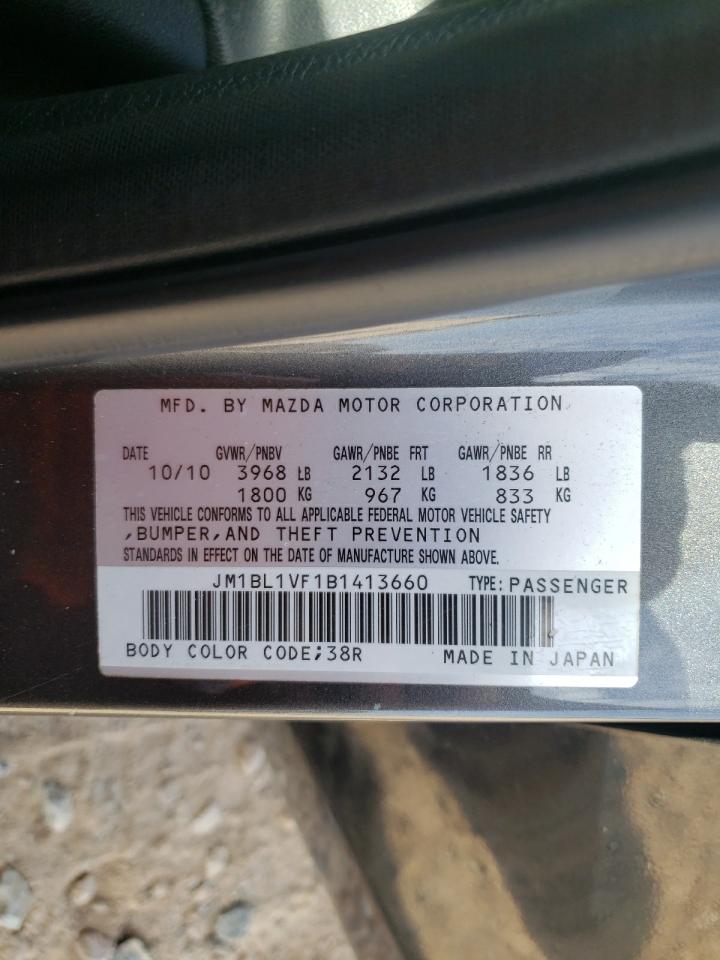 MFD. BY MAZDA MOTOR CORPORATION
DATE GVWR/PNBV GAWR/PNBE FRT GAWR/PNBE RR
10/10 3968 LB 2132 LB 1836 LB
1800 KG 967 KG 833 KG
THIS VEHICLE CONFORMS TO ALL APPLICABLE FEDERAL MOTOR VEHICLE SAFETY
,BUMPER,AND THEFT PREVENTION
STANDARDS IN EFFECT ON THE DATE OF MANUFACTURE SHOWN ABOVE.
JM1BL1VF1B1413660 TYPE: PASSENGER
BODY COLOR CODE;38R MADE IN JAPAN